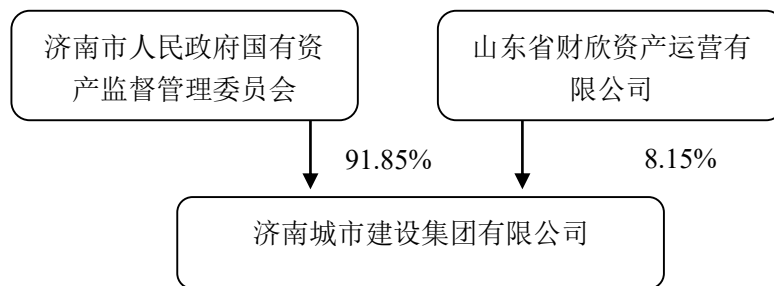 济南市人民政府国有资
产监督管理委员会
山东省财欣资产运营有
限公司
91.85%
8.15%
济南城市建设集团有限公司